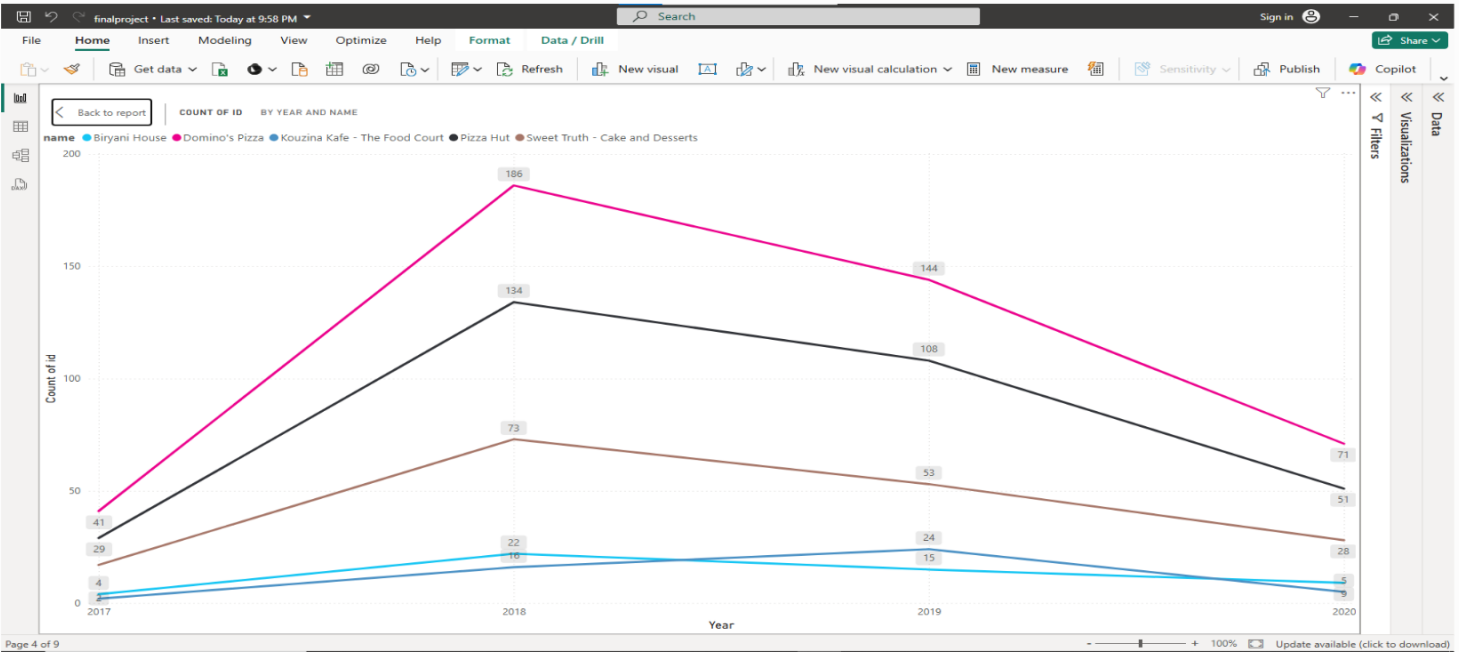 finalproject • Last saved: Today at 9:58 PM
Search
Sign in
File Home Insert Modeling View Optimize Help Format Data / Drill
Share
Get data
Refresh
New visual
A
New visual calculation
New measure
Sensitivity
Publish
Copilot
Back to report
COUNT OF ID BY YEAR AND NAME
name Biryani House Domino's Pizza Kouzina Kafe - The Food Court Pizza Hut Sweet Truth - Cake and Desserts
Filters
Visualizations
Data
Count of id
200
150
100
50
0
186
144
134
108
73
71
53
51
41
29
28
24
22
16
15
4
2
5
9
2017 2018 2019 2020
Year
Page 4 of 9
- + 100%
Update available (click to download)